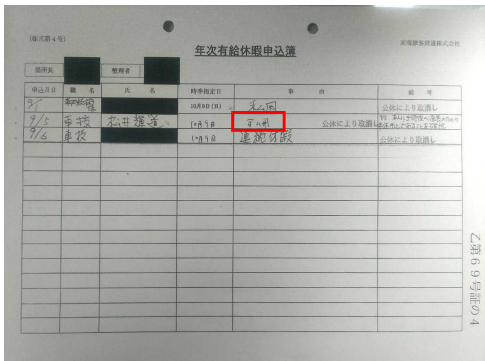 (様式第4号)
東海旅客鉄道株式会社
年次有給休暇申込簿
箇所長 整理者
申込月日 職名 氏名 時季指定日 事由 備考
9/1 10月9日(月) 私用 公休により取消し
9/5 車技 松井 10月9日 私用 公休により取消し
9/6 車技 10月9日 連続休暇 公休により取消し
乙第69号証の4